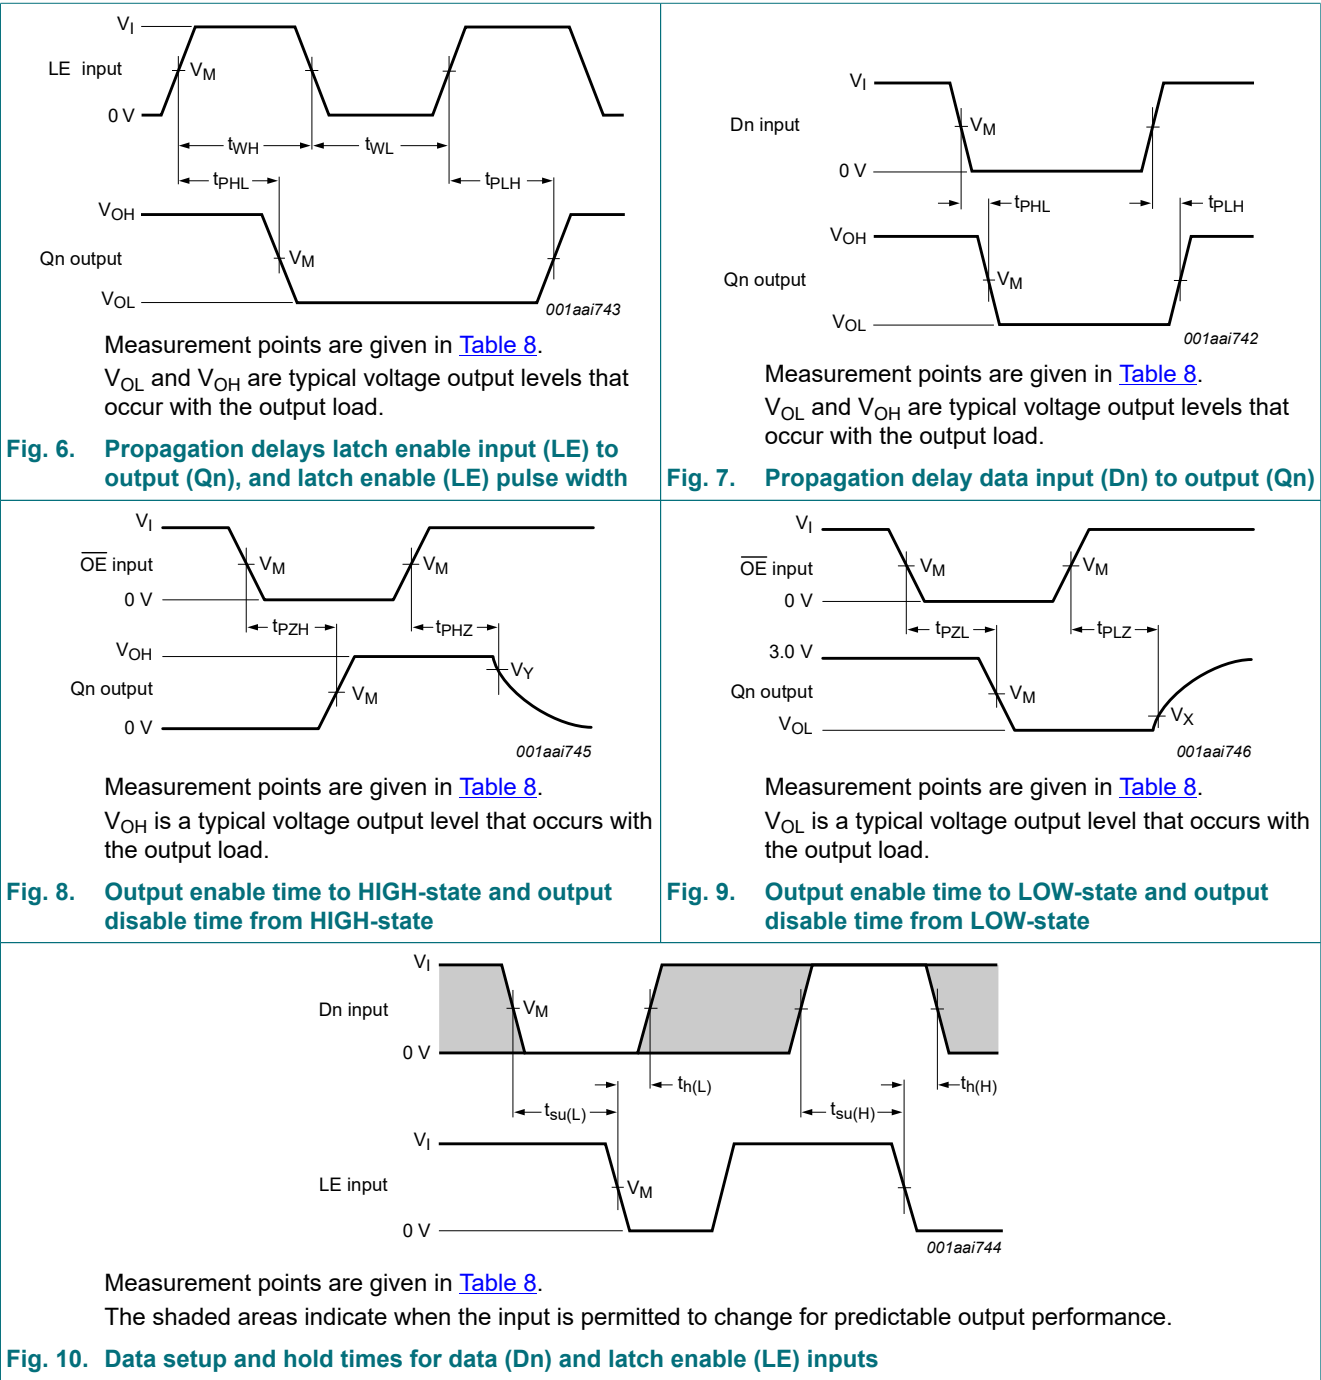 VI
LE input
VM
0 V
tWH
tWL
tPHL
tPLH
VOH
Qn output
VM
VOL
001aai743
Measurement points are given in Table 8.
VOL and VOH are typical voltage output levels that
occur with the output load.
Fig. 6. Propagation delays latch enable input (LE) to
output (Qn), and latch enable (LE) pulse width
VI
Dn input
VM
0 V
tPHL
tPLH
VOH
Qn output
VM
VOL
001aai742
Measurement points are given in Table 8.
VOL and VOH are typical voltage output levels that
occur with the output load.
Fig. 7. Propagation delay data input (Dn) to output (Qn)
VI
OE input
VM
VM
0 V
tPZH
tPHZ
VOH
VY
Qn output
VM
0 V
001aai745
Measurement points are given in Table 8.
VOH is a typical voltage output level that occurs with
the output load.
Fig. 8. Output enable time to HIGH-state and output
disable time from HIGH-state
VI
OE input
VM
VM
0 V
tPZL
tPLZ
3.0 V
Qn output
VM
VX
VOL
001aai746
Measurement points are given in Table 8.
VOL is a typical voltage output level that occurs with
the output load.
Fig. 9. Output enable time to LOW-state and output
disable time from LOW-state
VI
Dn input
VM
0 V
th(L)
th(H)
tsu(L)
tsu(H)
VI
LE input
VM
0 V
001aai744
Measurement points are given in Table 8.
The shaded areas indicate when the input is permitted to change for predictable output performance.
Fig. 10. Data setup and hold times for data (Dn) and latch enable (LE) inputs